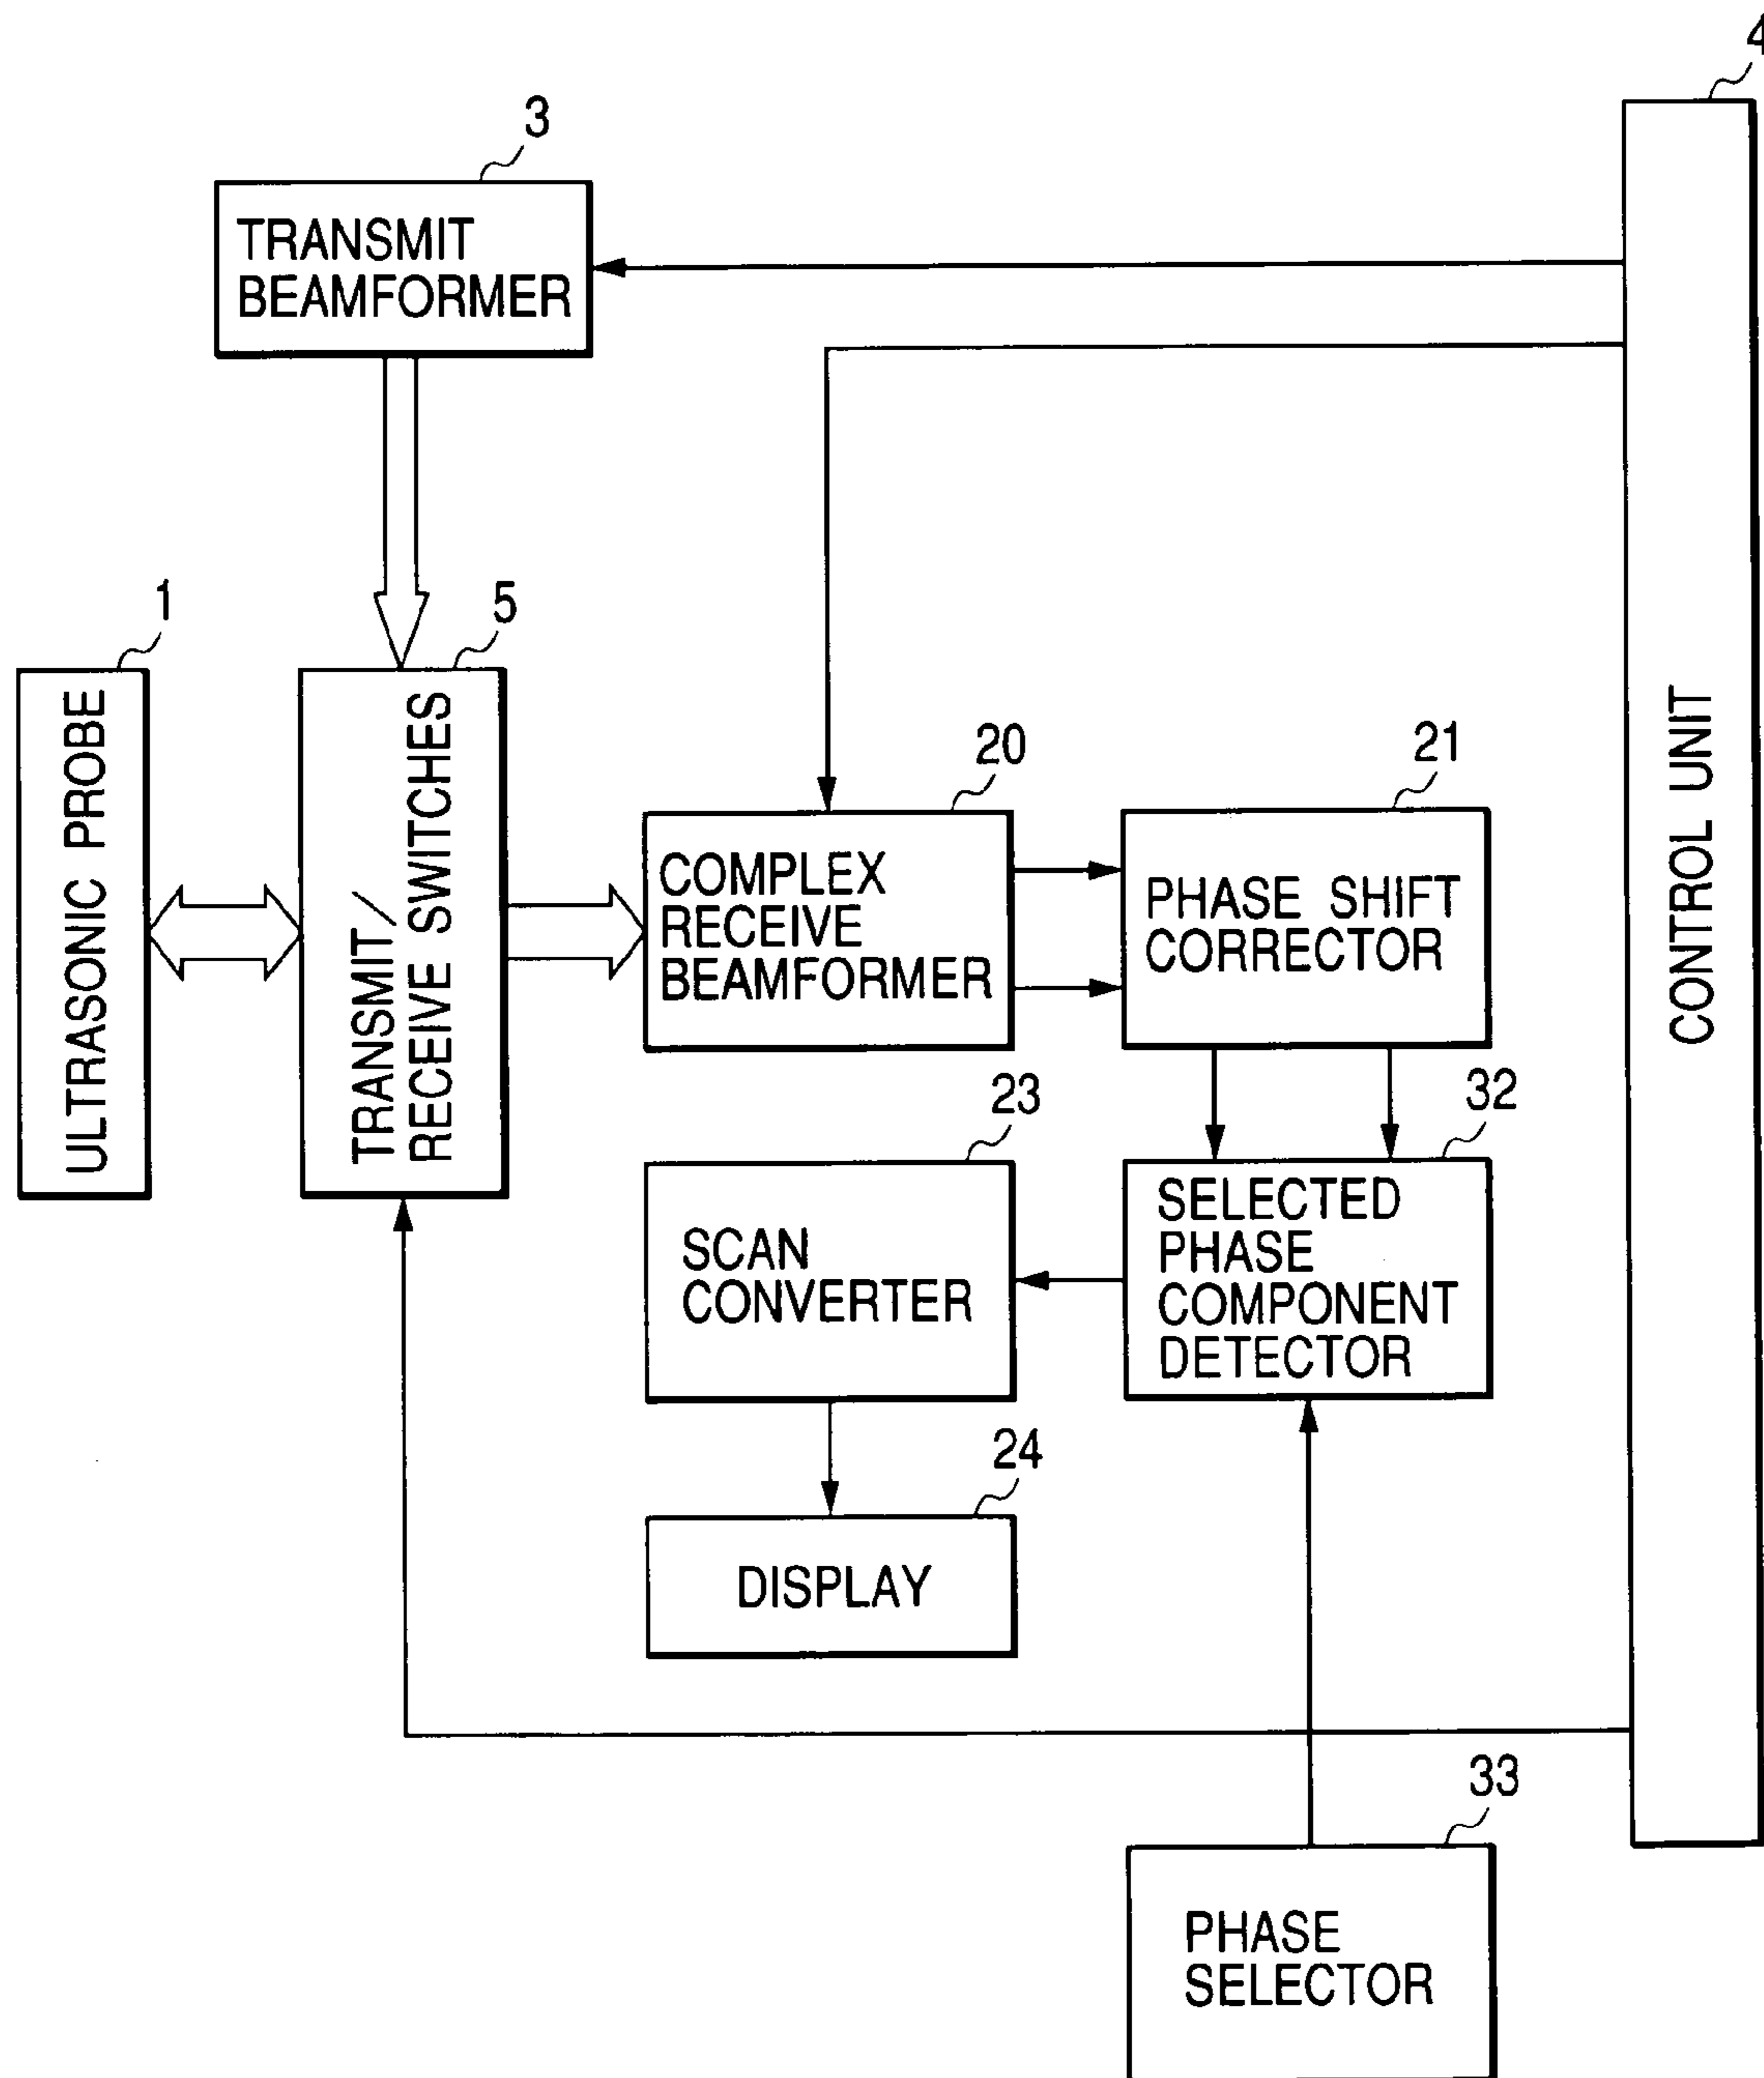 4
3
TRANSMIT
BEAMFORMER
1
ULTRASONIC PROBE
5
TRANSMIT/
RECEIVE SWITCHES
20
COMPLEX
RECEIVE
BEAMFORMER
21
PHASE SHIFT
CORRECTOR
CONTROL UNIT
23
SCAN
CONVERTER
32
SELECTED
PHASE
COMPONENT
DETECTOR
24
DISPLAY
33
PHASE
SELECTOR